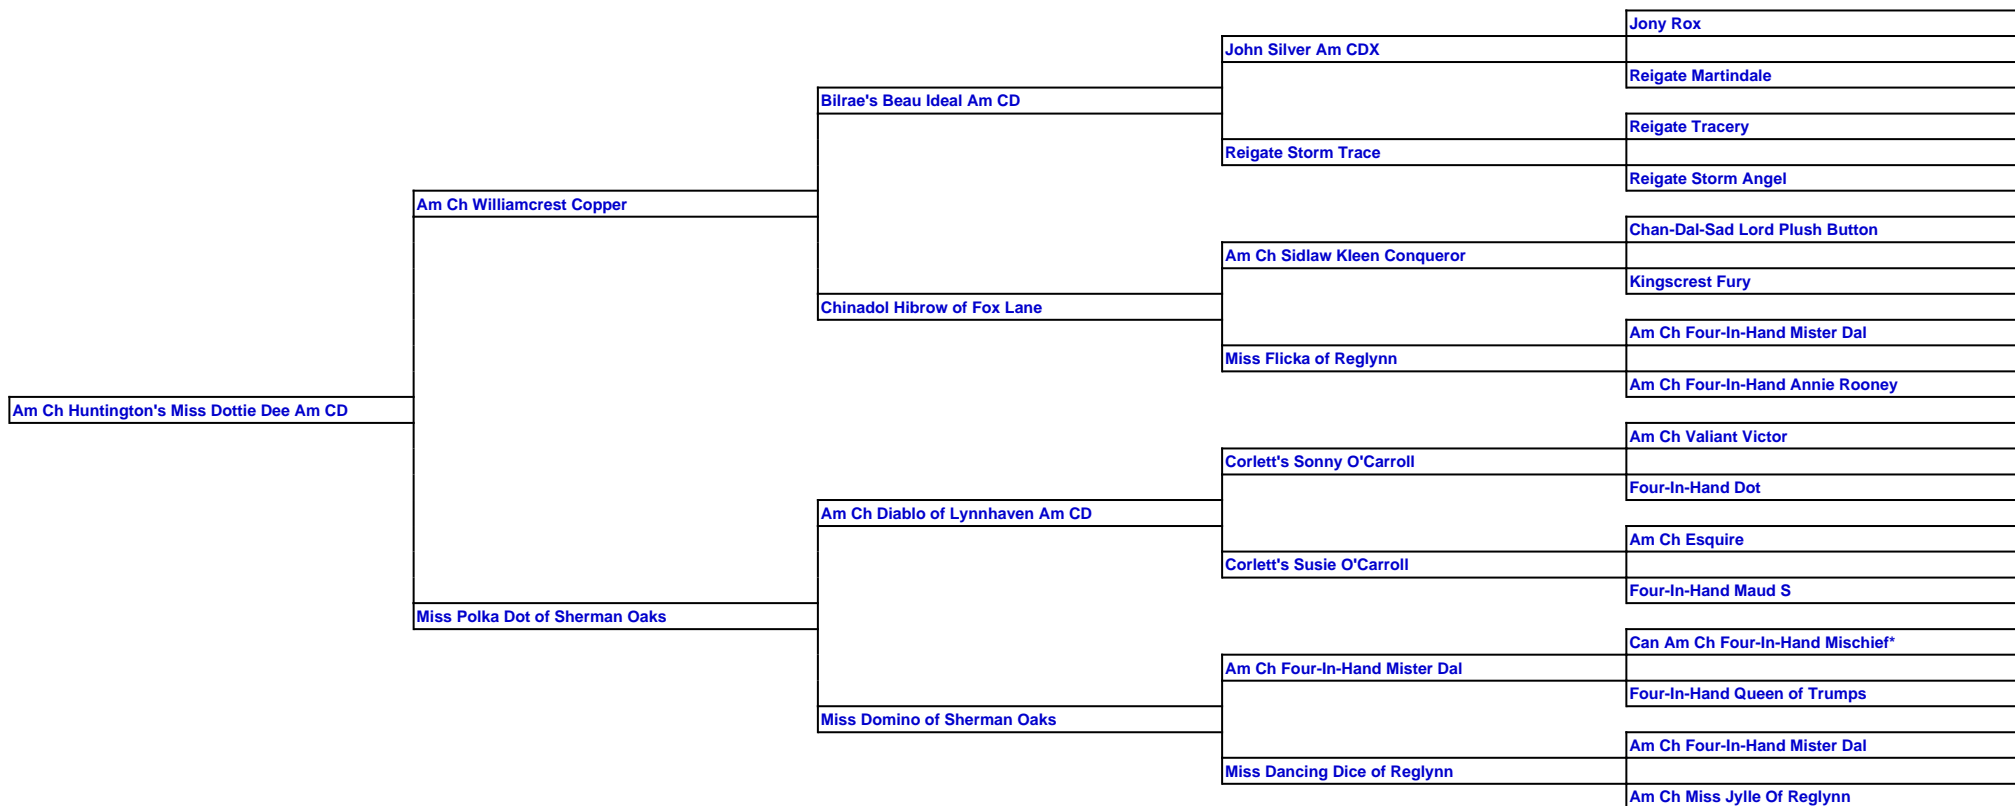 Jony Rox
John Silver Am CDX
Reigate Martindale
Bilrae's Beau Ideal Am CD
Reigate Tracery
Reigate Storm Trace
Reigate Storm Angel
Am Ch Williamcrest Copper
Chan-Dal-Sad Lord Plush Button
Am Ch Sidlaw Kleen Conqueror
Kingscrest Fury
Chinadol Hibrow of Fox Lane
Am Ch Four-In-Hand Mister Dal
Miss Flicka of Reglynn
Am Ch Four-In-Hand Annie Rooney
Am Ch Huntington's Miss Dottie Dee Am CD
Am Ch Valiant Victor
Corlett's Sonny O'Carroll
Four-In-Hand Dot
Am Ch Diablo of Lynnhaven Am CD
Am Ch Esquire
Corlett's Susie O'Carroll
Four-In-Hand Maud S
Miss Polka Dot of Sherman Oaks
Can Am Ch Four-In-Hand Mischief*
Am Ch Four-In-Hand Mister Dal
Four-In-Hand Queen of Trumps
Miss Domino of Sherman Oaks
Am Ch Four-In-Hand Mister Dal
Miss Dancing Dice of Reglynn
Am Ch Miss Jylle Of Reglynn